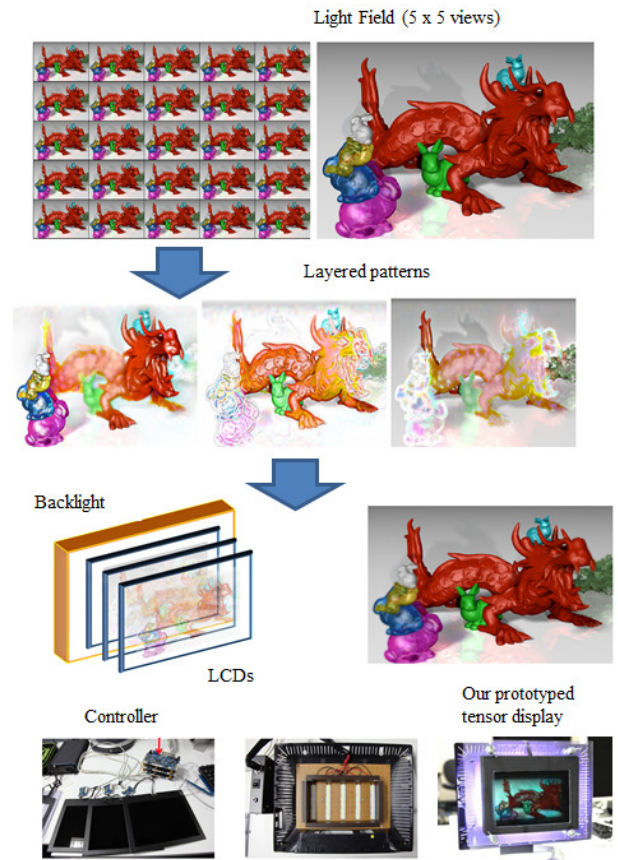 Light Field (5 x 5 views)
Layered patterns
Backlight
LCDs
Controller
Our prototyped
tensor display